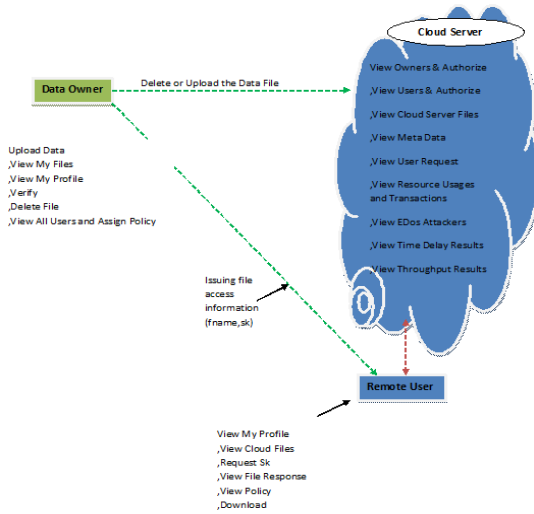 Cloud Server
View Owners & Authorize
,View Users & Authorize
,View Cloud Server Files
,View Meta Data
,View User Request
,View Resource Usages
and Transactions
,View EDos Attackers
,View Time Delay Results
,View Throughput Results
Data Owner
Delete or Upload the Data File
Upload Data
,View My Files
,View My Profile
,Verify
,Delete File
,View All Users and Assign Policy
Issuing file
access
information
(fname,sk)
Remote User
View My Profile
,View Cloud Files
,Request Sk
,View File Response
,View Policy
,Download